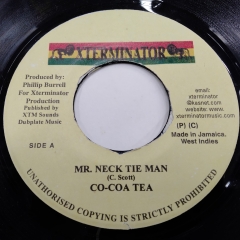 XTERMINATOR
Produced by:
Phillip Burrell
For Xterminator
Production
Published by
XTM Sounds
Dubplate Music
email:
xterminator
@kasnet.com
web-site:
www.xterminatormusic.com
(P) (C)
Made in Jamaica,
West Indies
SIDE A
MR. NECK TIE MAN
(C. Scott)
CO-COA TEA
UNAUTHORISED COPYING IS STRICTLY PROHIBITED